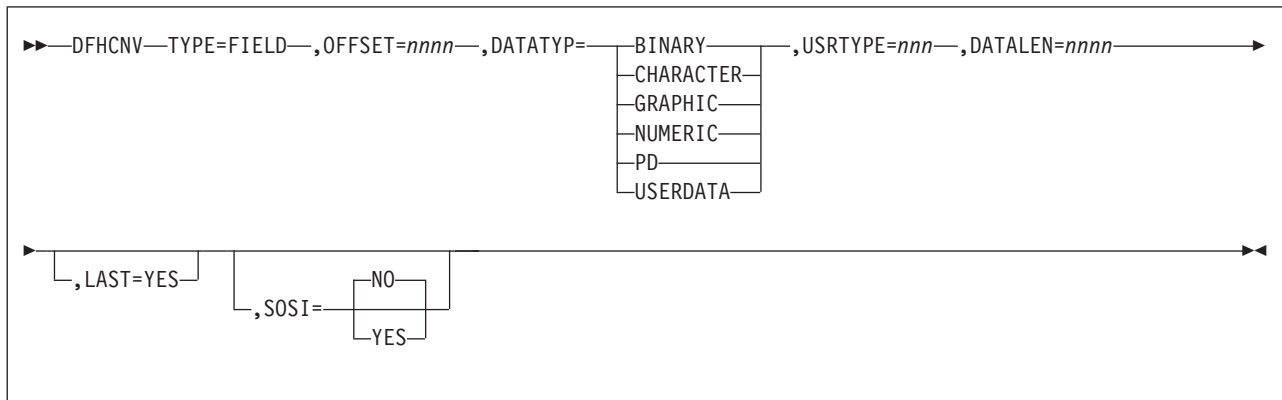 DFHCNV TYPE=FIELD ,OFFSET=nnnn ,DATATYP= BINARY ,USRTYPE=nnn ,DATALEN=nnnn
CHARACTER
GRAPHIC
NUMERIC
PD
USERDATA
,LAST=YES
,SOSI=
NO
YES